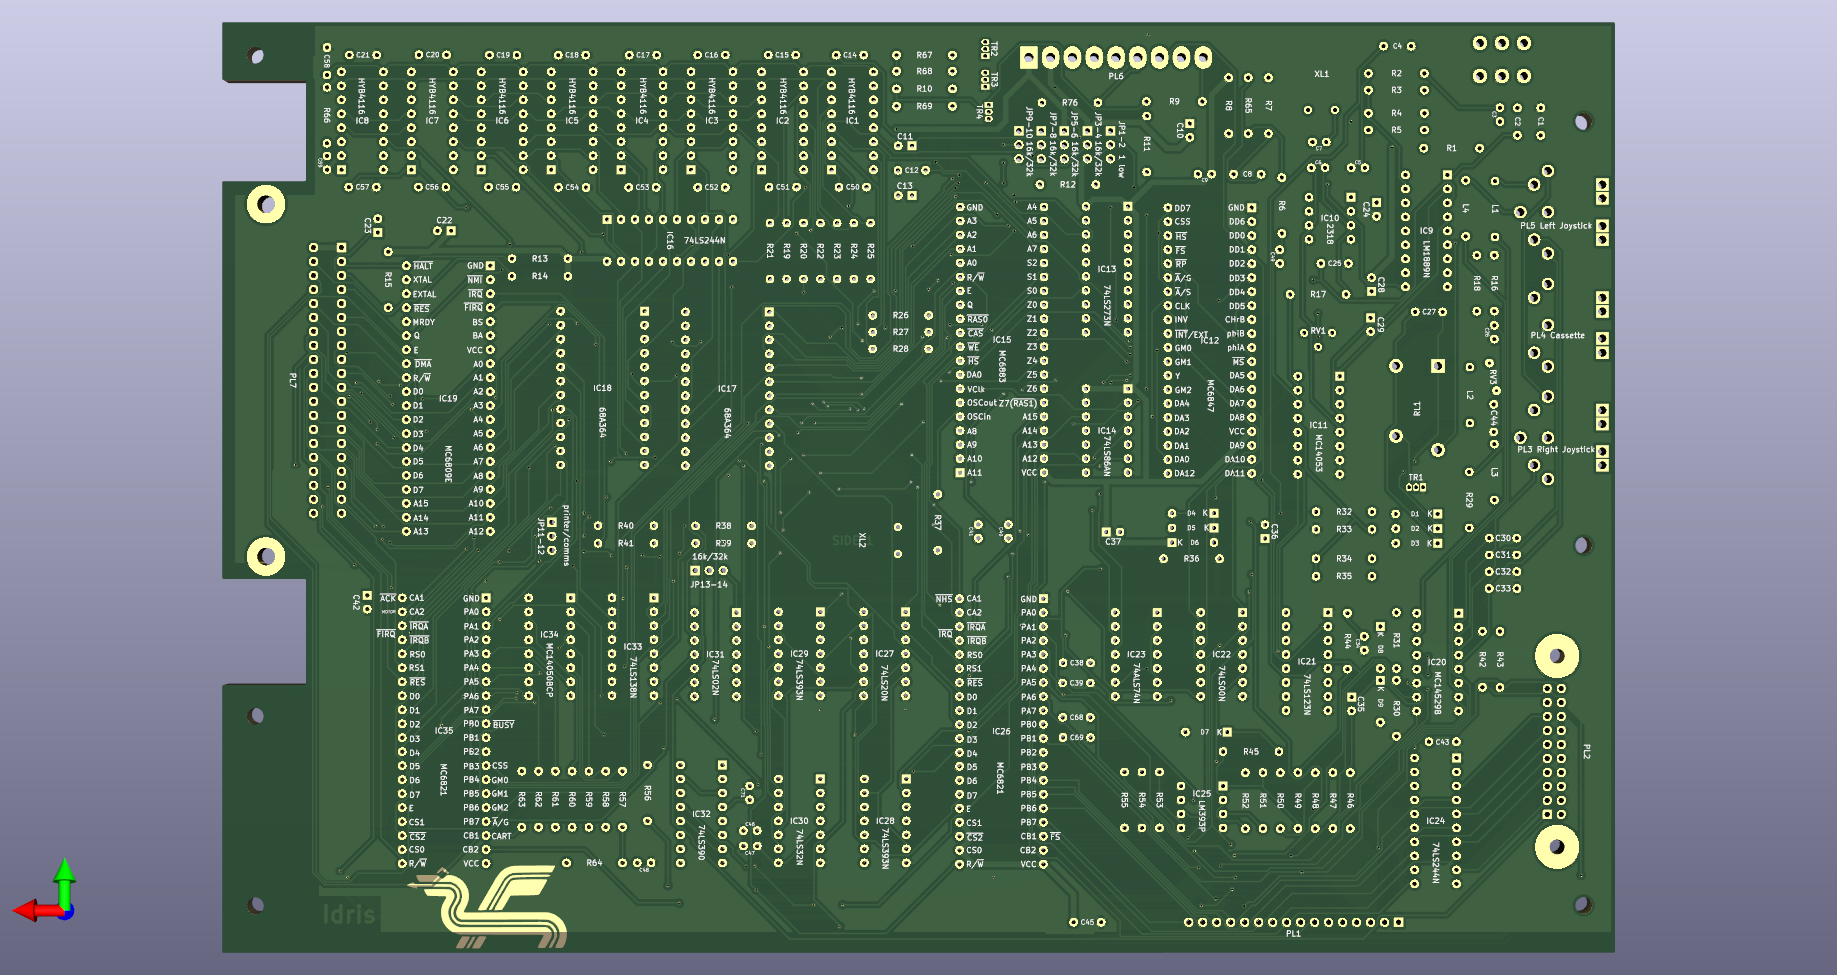 C58
C21 C20 C19 C18 C17 C16 C15 C14
R67
R68
R10
R69
TR2
TR3
TR4
PL6
C4
XL1
R2
R3
R4
R5
R1
HYB4116 IC8
HYB4116 IC7
HYB4116 IC6
HYB4116 IC5
HYB4116 IC4
HYB4116 IC3
HYB4116 IC2
HYB4116 IC1
R66
C57 C56 C55 C54 C53 C52 C51 C50
C11
C12
C13
R76
JP9-10 16k/32k
JP7-8 16k/32k
JP5-6 16k/32k
JP3-4 16k/32k
JP1-2 1 low
R12
R9
R11
C10
R8
R65
R7
C8
C2
C1
C23
C22
IC16 74LS244N
R13
R14
R15
R21
R19
R20
R22
R23
R24
R25
R26
R27
R28
R6
IC10
2318
C24
C25
C28
C29
R17
RV1
IC9
LM1889N
C27
L4
L1
R18
R16
PL5 Left Joystick
PL4 Cassette
PL3 Right Joystick
RV3
C44
L2
L3
RL1
TR1
R29
PL7
HALT GND
XTAL NMI
EXTAL IRQ
RES FIRQ
MRDY BS
Q BA
E VCC
DMA A0
R/W A1
D0 A2
D1 A3
D2 A4
D3 A5
D4 A6
D5 A7
D6 A8
D7 A9
A15 A10
A14 A11
A13 A12
IC19
MC6809E
IC18
68A364
IC17
68A364
GND A4
A3 A5
A2 A6
A1 A7
A0 S2
R/W S1
E S0
Q Z0
RAS0 Z1
CAS Z2
WE Z3
HS Z4
DA0 Z5
VClk Z6
OSCout Z7(RAS1)
OSCIn A15
A8 A14
A9 A13
A10 A12
A11 VCC
IC15
MC6883
IC13
74LS273N
IC14
74LS86AN
DD7 GND
CSS DD6
HS DD0
FS DD1
RP DD2
A/G DD3
A/S DD4
CLK DD5
INV CHrB
INT/EXT phiB
GM0 phiA
GM1 MS
Y DA5
GM2 DA6
DA4 DA7
DA3 DA8
DA2 VCC
DA1 DA9
DA0 DA10
DA12 DA11
IC12
MC6847
IC11
MC14053
JP11-12
printer/comms
R40
R41
R38
R39
16k/32k
JP13-14
XL2
R37
C37
D4 K
D5 K
K D6
R36
C36
R32
R33
R34
R35
D1 K
D2 K
D3 K
C30
C31
C32
C33
C42
ACK CA1 GND
MOTOR CA2 PA0
FIRQ IRQA PA1
IRQB PA2
RS0 PA3
RS1 PA4
RES PA5
D0 PA6
D1 PA7
D2 PB0 BUSY
D3 PB1
D4 PB2
D5 PB3 CSS
D6 PB4 GM0
D7 PB5 GM1
E PB6 GM2
CS1 PB7 A/G
CS2 CB1 CART
CS0 CB2
R/W VCC
IC35
MC6821
IC34
MC14050BCP
IC33
74LS138N
IC31
74LS02N
IC29
74LS393N
IC27
74LS20N
NHS CA1 GND
CA2 PA0
IRQ IRQA PA1
IRQB PA2
RS0 PA3
RS1 PA4
RES PA5
D0 PA6
D1 PA7
D2 PB0
D3 PB1
D4 PB2
D5 PB3
D6 PB4
D7 PB5
E PB6
CS1 PB7
CS2 CB1 FS
CS0 CB2
R/W VCC
IC26
MC6821
C38
C39
C68
C69
IC23
74ALS74N
IC22
74LS00N
IC21
74LS123N
R44
K D8
R31
K D9
R30
C35
IC20
MC14529B
R42
R43
D7 K
R45
C43
PL2
R63
R62
R61
R60
R59
R58
R57
R56
R64
IC32
74LS390
IC30
74LS32N
IC28
74LS393N
R55
R54
R53
IC25
LM393P
R52
R51
R50
R49
R48
R47
R46
IC24
74LS244N
C45
PL1
Idris